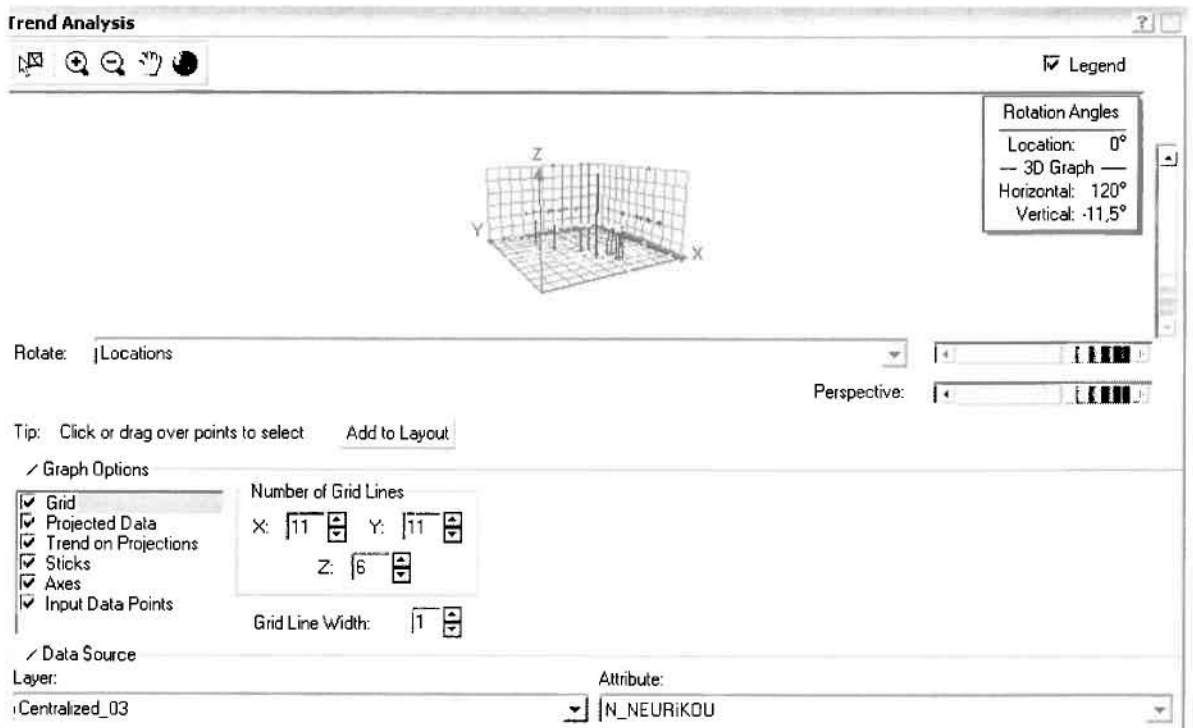 Trend Analysis
?
Legend
Rotation Angles
Location: 0°
3D Graph
Horizontal: 120°
Vertical: -11,5°
Z
Y
X
Rotate: Locations
Perspective:
Tip: Click or drag over points to select Add to Layout
Graph Options
Grid
Projected Data
Trend on Projections
Sticks
Axes
Input Data Points
Number of Grid Lines
X: 11 Y: 11
Z: 6
Grid Line Width: 1
Data Source
Layer: Attribute:
Centralized_03 N_NEURiKOU